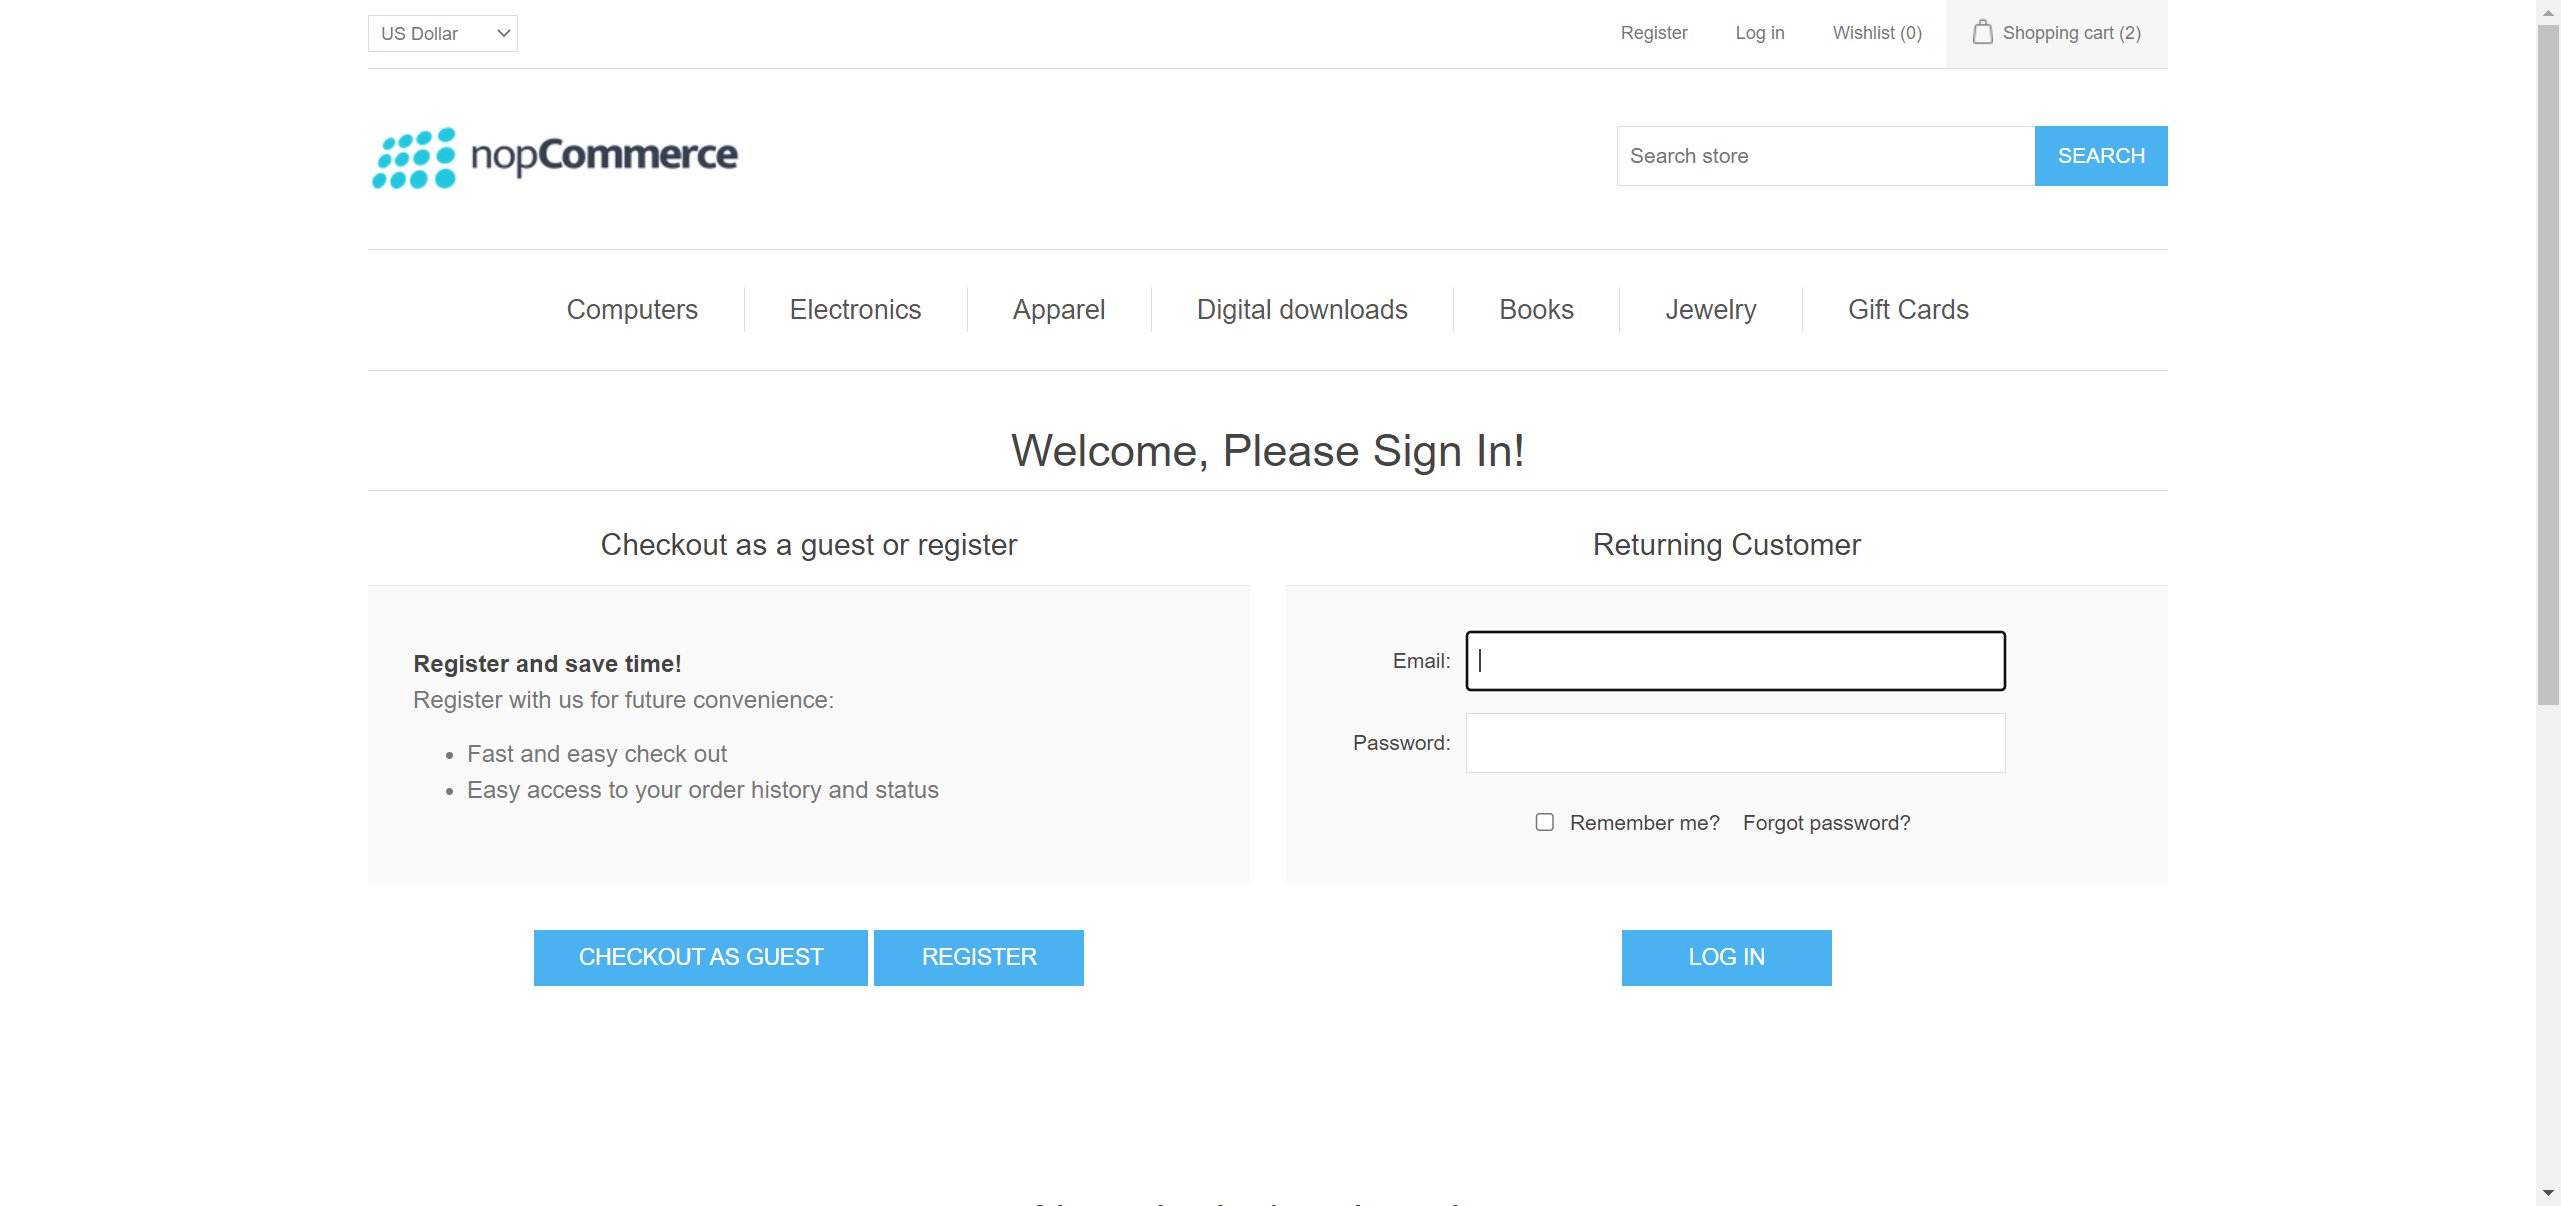 US Dollar
Register
Log in
Wishlist (0)
Shopping cart (2)
nopCommerce
Search store
SEARCH
Computers
Electronics
Apparel
Digital downloads
Books
Jewelry
Gift Cards
Welcome, Please Sign In!
Checkout as a guest or register
Register and save time!
Register with us for future convenience:
Fast and easy check out
Easy access to your order history and status
CHECKOUT AS GUEST
REGISTER
Returning Customer
Email:
Password:
Remember me?
Forgot password?
LOG IN